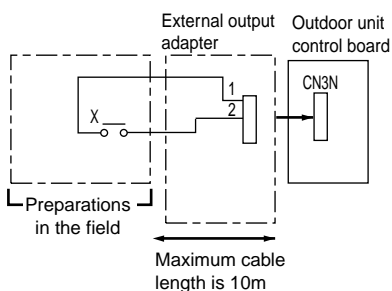 External output
adapter
Outdoor unit
control board
CN3N
1
2
X
Preparations
in the field
Maximum cable
length is 10m